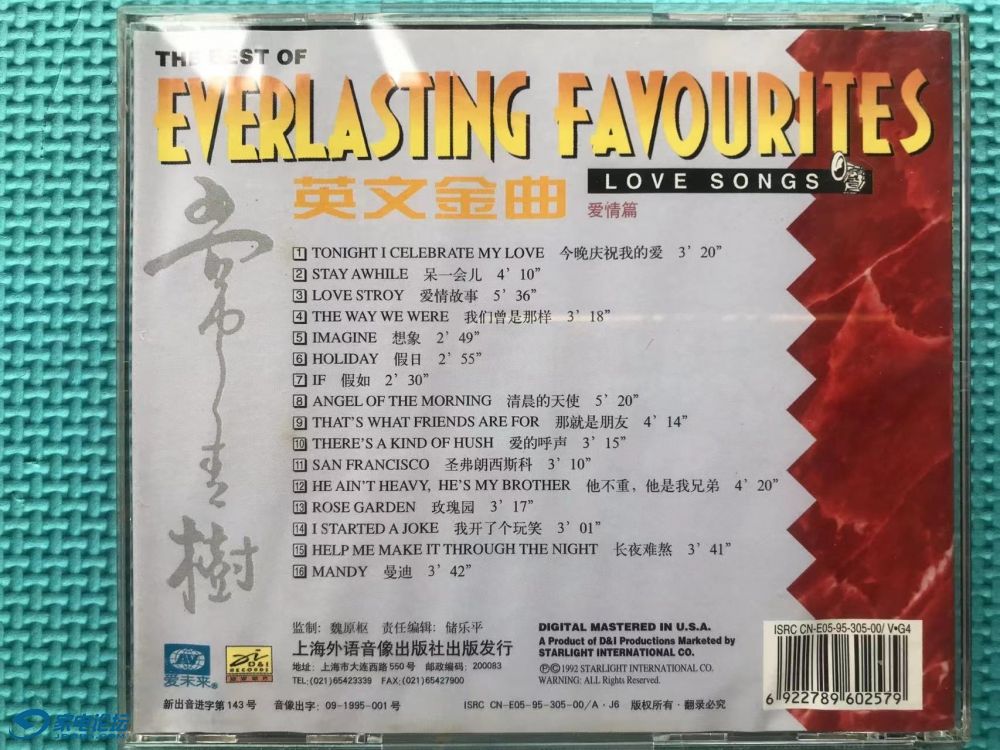 THE BEST OF
EVERLASTING FAVOURITES
英文金曲
LOVE SONGS
爱情篇
常青樹
1 TONIGHT I CELEBRATE MY LOVE 今晚庆祝我的爱 3’20”
2 STAY AWHILE 呆一会儿 4’10”
3 LOVE STROY 爱情故事 5’36”
4 THE WAY WE WERE 我们曾是那样 3’18”
5 IMAGINE 想象 2’49”
6 HOLIDAY 假日 2’55”
7 IF 假如 2’30”
8 ANGEL OF THE MORNING 清晨的天使 5’20”
9 THAT’S WHAT FRIENDS ARE FOR 那就是朋友 4’14”
10 THERE’S A KIND OF HUSH 爱的呼声 3’15”
11 SAN FRANCISCO 圣弗朗西斯科 3’10”
12 HE AIN’T HEAVY, HE’S MY BROTHER 他不重，他是我兄弟 4’20”
13 ROSE GARDEN 玫瑰园 3’17”
14 I STARTED A JOKE 我开了个玩笑 3’01”
15 HELP ME MAKE IT THROUGH THE NIGHT 长夜难熬 3’41”
16 MANDY 曼迪 3’42”
监制：魏原枢 责任编辑：储乐平
上海外语音像出版社出版发行
地址：上海市大连西路550号 邮政编码：200083
TEL:(021)65423339 FAX:(021)65427900
DIGITAL MASTERED IN U.S.A.
A Product of D&I Productions Marketed by
STARLIGHT INTERNATIONAL CO.
ⓅⒸ1992 STARLIGHT INTERNATIONAL CO.
WARNING: ALL Rights Reserved.
ISRC CN-E05-95-305-00/V•G4
6 922789 602579
爱未来®
D&I
RECORDS
新出音进字第143号 音像出字：09-1995-001号 ISRC CN-E05-95-305-00/A·J6 版权所有·翻录必究
家电论坛